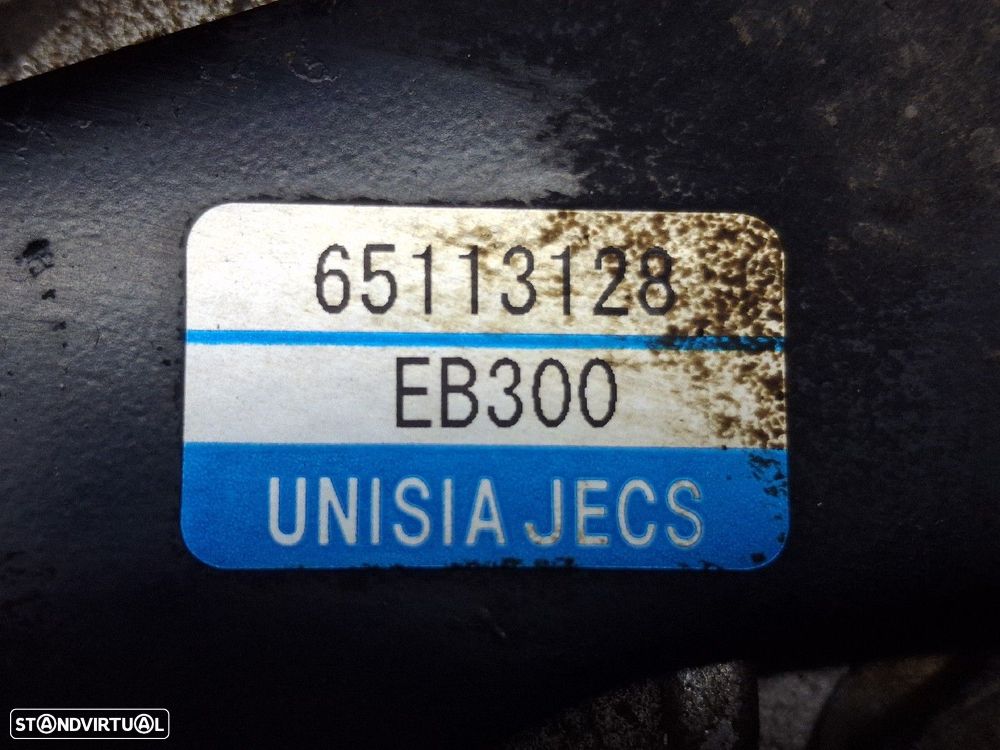 65113128
EB300
UNISIA JECS
STANDVIRTUAL